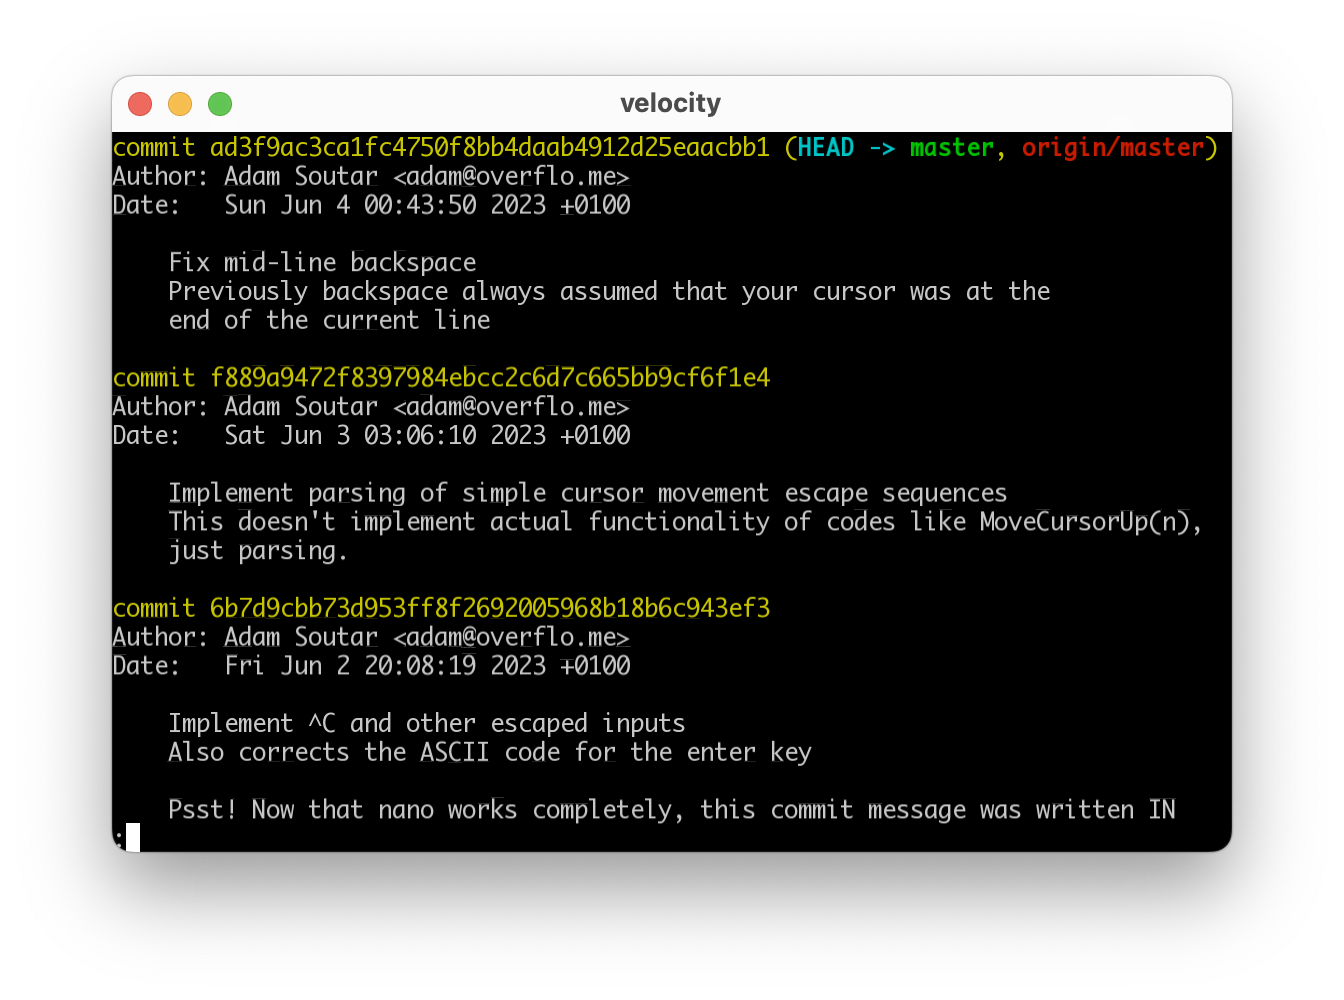 velocity
commit ad3f9ac3ca1fc4750f8bb4daab4912d25eaacbb1 (HEAD -> master, origin/master)
Author: Adam Soutar <adam@overflo.me>
Date:   Sun Jun 4 00:43:50 2023 +0100

    Fix mid-line backspace
    Previously backspace always assumed that your cursor was at the
    end of the current line

commit f889a9472f8397984ebcc2c6d7c665bb9cf6f1e4
Author: Adam Soutar <adam@overflo.me>
Date:   Sat Jun 3 03:06:10 2023 +0100

    Implement parsing of simple cursor movement escape sequences
    This doesn't implement actual functionality of codes like MoveCursorUp(n),
    just parsing.

commit 6b7d9cbb73d953ff8f2692005968b18b6c943ef3
Author: Adam Soutar <adam@overflo.me>
Date:   Fri Jun 2 20:08:19 2023 +0100

    Implement ^C and other escaped inputs
    Also corrects the ASCII code for the enter key

    Psst! Now that nano works completely, this commit message was written IN
: